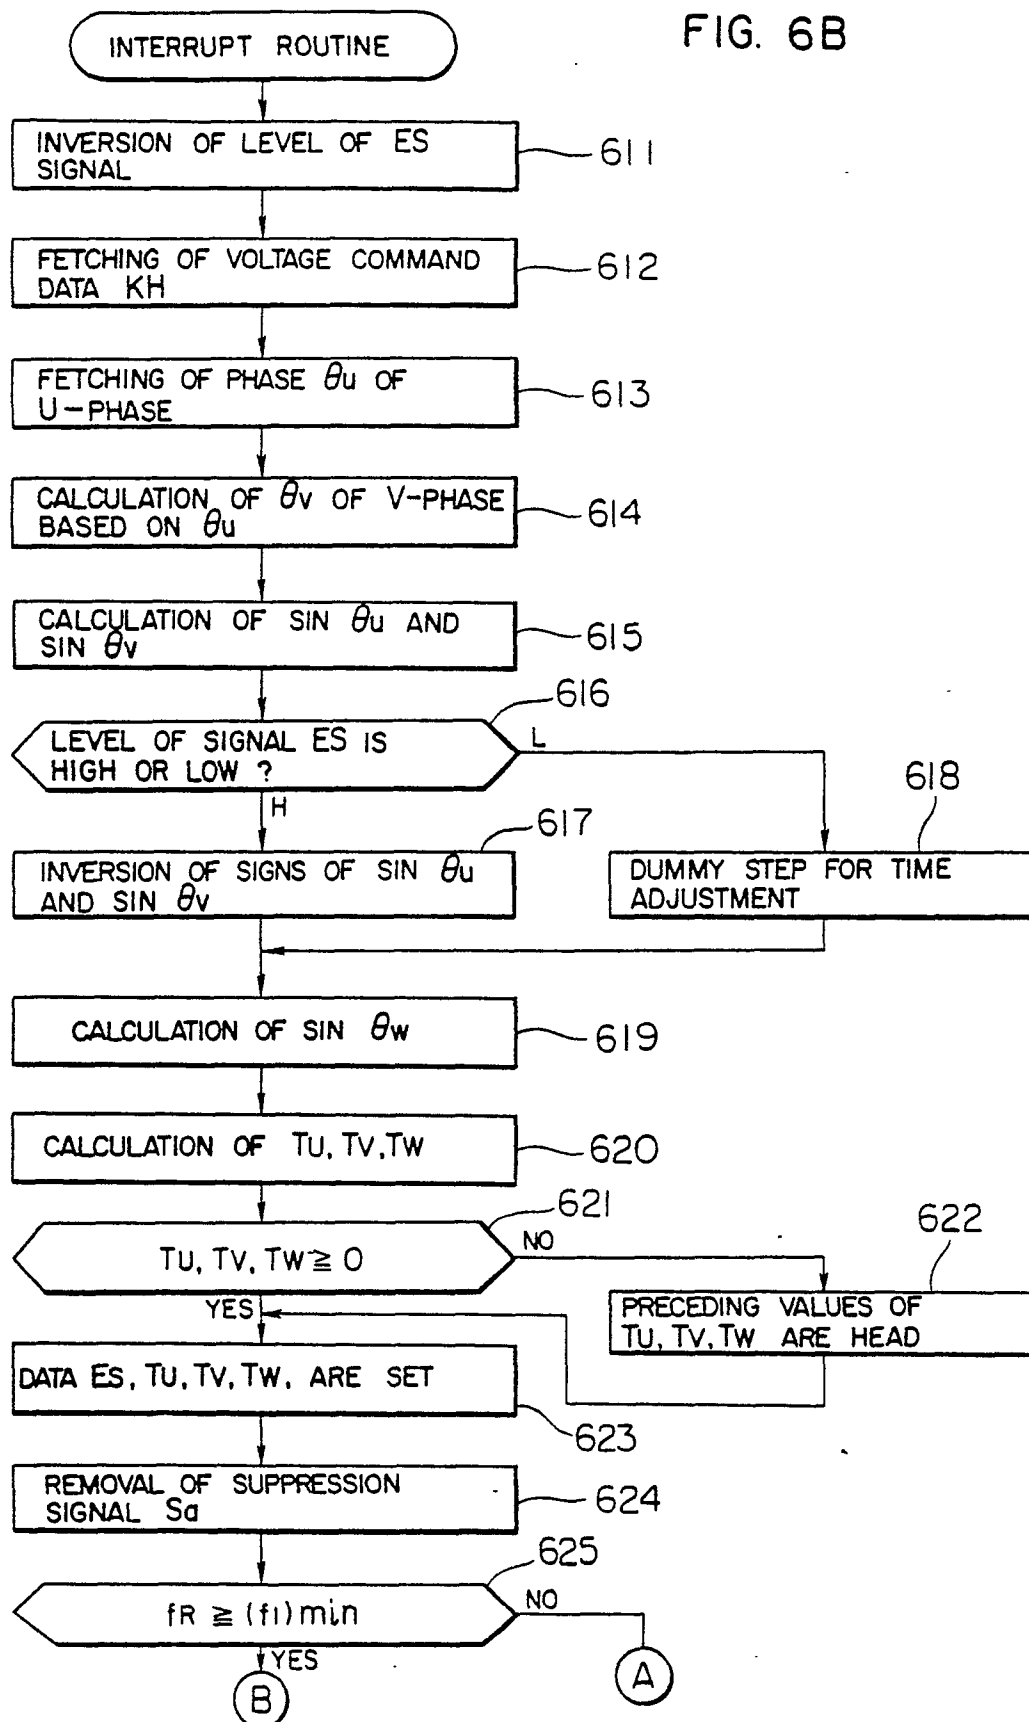 FIG. 6B
INTERRUPT ROUTINE
INVERSION OF LEVEL OF ES
SIGNAL
611
FETCHING OF VOLTAGE COMMAND
DATA KH
612
FETCHING OF PHASE θu OF
U-PHASE
613
CALCULATION OF θv OF V-PHASE
BASED ON θu
614
CALCULATION OF SIN θu AND
SIN θv
615
616
LEVEL OF SIGNAL ES IS
HIGH OR LOW ?
L
H
617
INVERSION OF SIGNS OF SIN θu
AND SIN θv
618
DUMMY STEP FOR TIME
ADJUSTMENT
CALCULATION OF SIN θw
619
CALCULATION OF TU, TV,TW
620
621
TU, TV, TW ≧ 0
NO
YES
622
PRECEDING VALUES OF
TU, TV, TW ARE HEAD
DATA ES, TU, TV, TW, ARE SET
623
REMOVAL OF SUPPRESSION
SIGNAL Sa
624
625
fR ≧ (fI)min
NO
YES
A
B